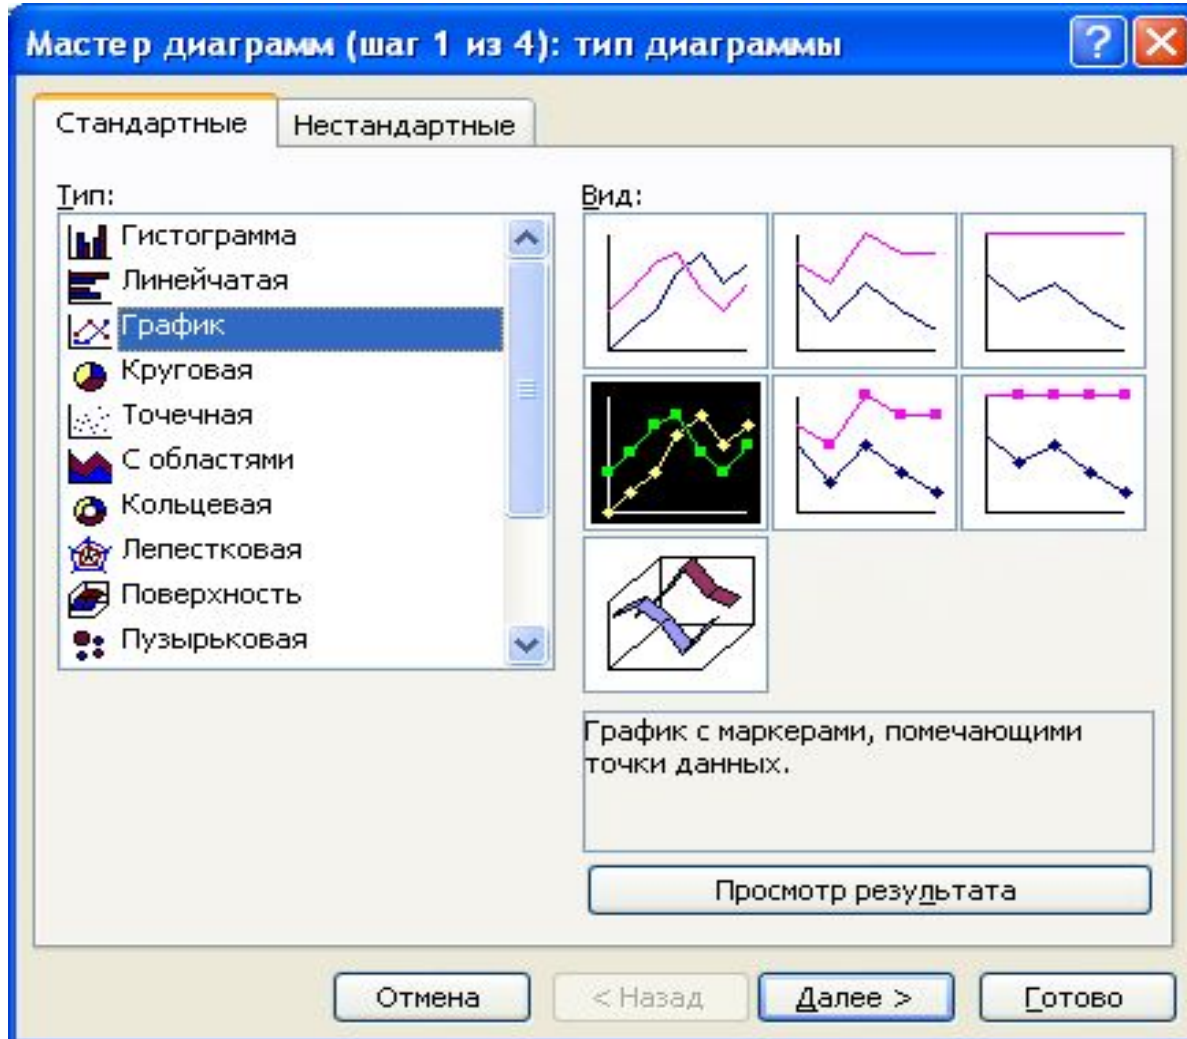 Мастер диаграмм (шаг 1 из 4): тип диаграммы
Стандартные
Нестандартные
Тип:
Гистограмма
Линейчатая
График
Круговая
Точечная
С областями
Кольцевая
Лепестковая
Поверхность
Пузырьковая
Вид:
График с маркерами, помечающими
точки данных.
Просмотр результата
Отмена
< Назад
Далее >
Готово